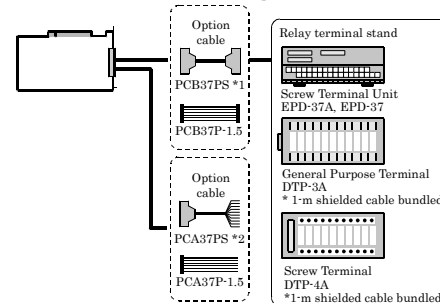 Option
cable
PCB37PS *1
PCB37P-1.5
Option
cable
PCA37PS *2
PCA37P-1.5
Relay terminal stand
Screw Terminal Unit
EPD-37A, EPD-37
General Purpose Terminal
DTP-3A
* 1-m shielded cable bundled
Screw Terminal
DTP-4A
*1-m shielded cable bundled